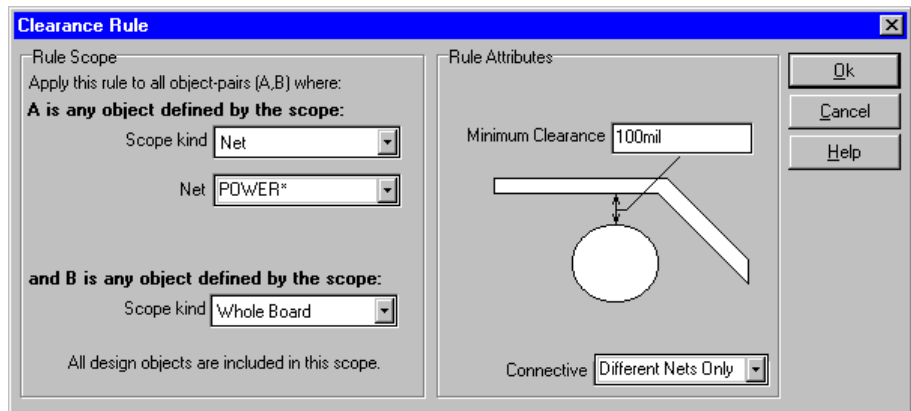 Clearance Rule
Rule Scope
Apply this rule to all object-pairs (A,B) where:
A is any object defined by the scope:
Scope kind Net
Net POWER*
and B is any object defined by the scope:
Scope kind Whole Board
All design objects are included in this scope.
Rule Attributes
Minimum Clearance 100mil
Connective Different Nets Only
Ok
Cancel
Help